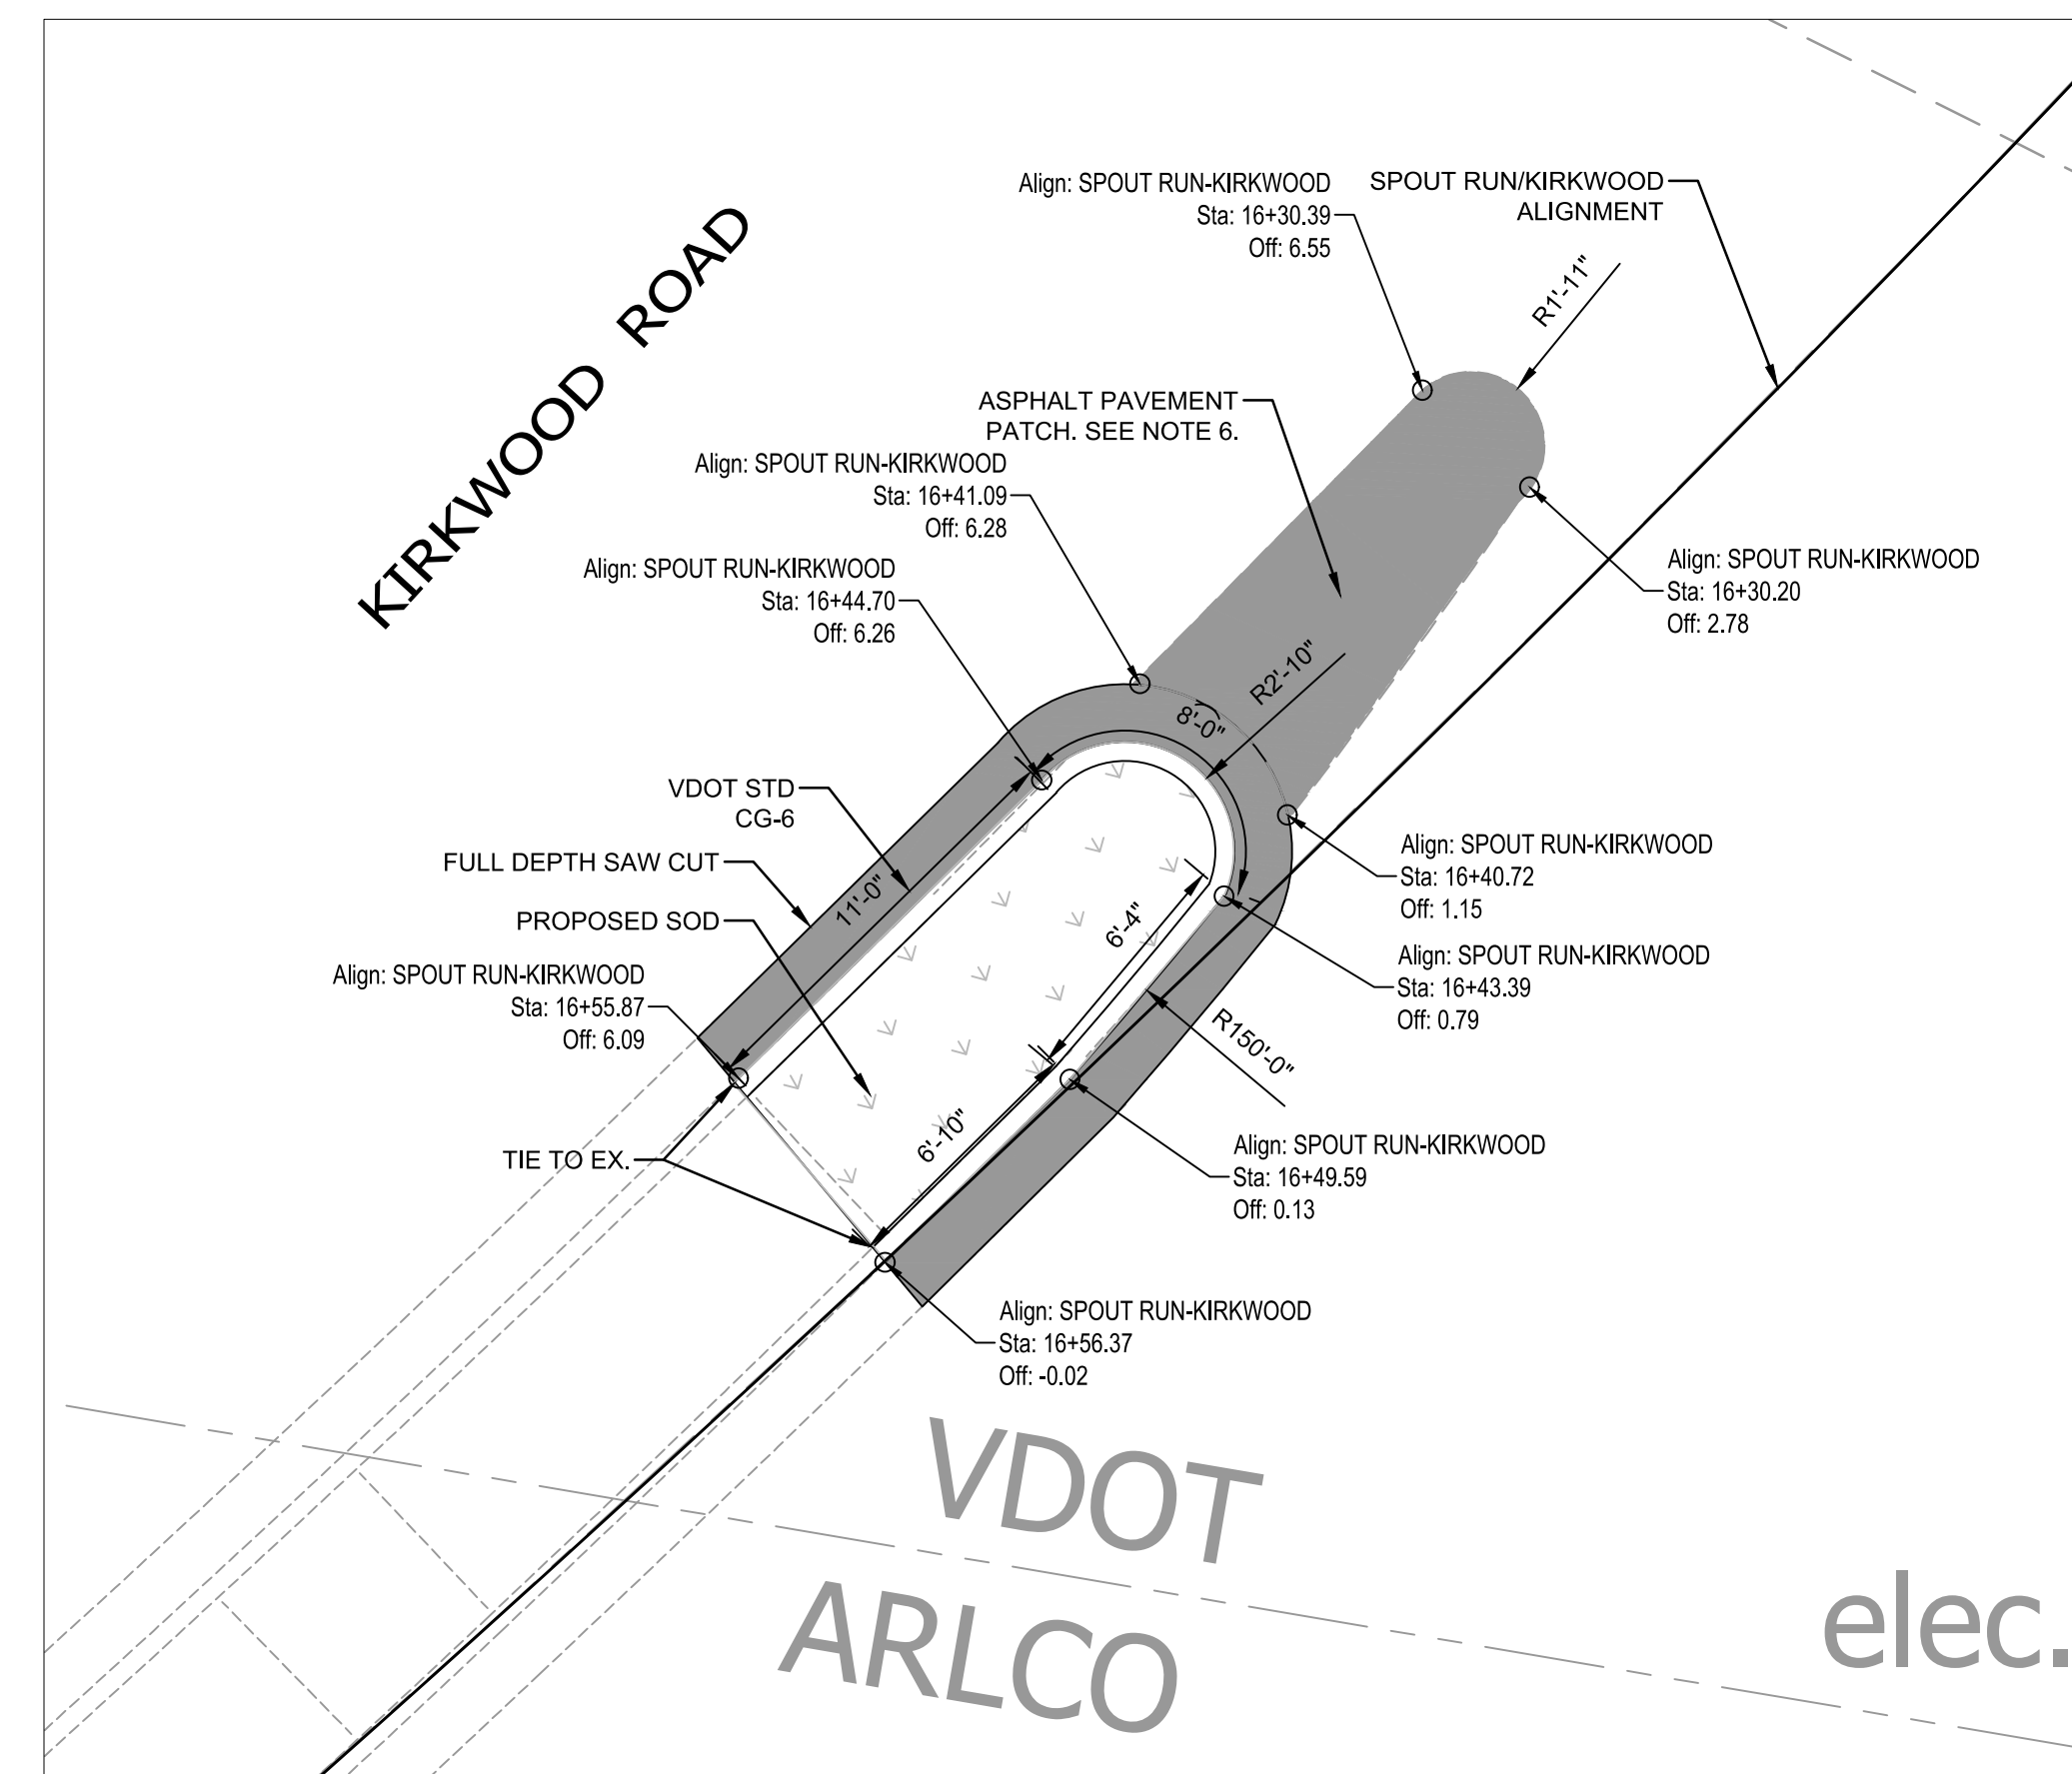 Align: SPOUT RUN-KIRKWOOD
Sta: 16+30.39
Off: 6.55
SPOUT RUN/KIRKWOOD
ALIGNMENT
R1'-11"
KIRKWOOD ROAD
ASPHALT PAVEMENT
PATCH. SEE NOTE 6.
Align: SPOUT RUN-KIRKWOOD
Sta: 16+41.09
Off: 6.28
Align: SPOUT RUN-KIRKWOOD
Sta: 16+30.20
Off: 2.78
Align: SPOUT RUN-KIRKWOOD
Sta: 16+44.70
Off: 6.26
R2'-10"
8'-0"
VDOT STD
CG-6
FULL DEPTH SAW CUT
11'-0"
PROPOSED SOD
6'-4"
Align: SPOUT RUN-KIRKWOOD
Sta: 16+40.72
Off: 1.15
Align: SPOUT RUN-KIRKWOOD
Sta: 16+43.39
Off: 0.79
Align: SPOUT RUN-KIRKWOOD
Sta: 16+55.87
Off: 6.09
R150'-0"
TIE TO EX.
6'-10"
Align: SPOUT RUN-KIRKWOOD
Sta: 16+49.59
Off: 0.13
Align: SPOUT RUN-KIRKWOOD
Sta: 16+56.37
Off: -0.02
VDOT
ARLCO
elec.